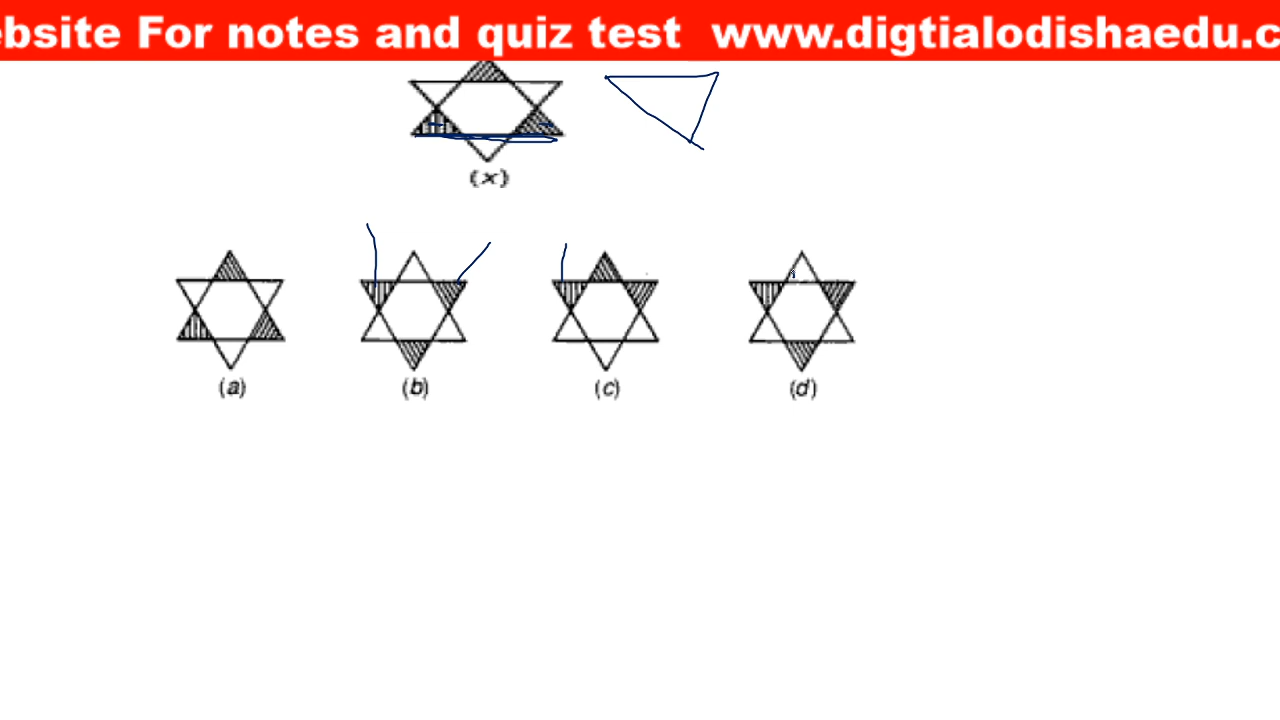 ebsite For notes and quiz test www.digtialodishaedu.c
(x)
(a) (b) (c) (d)